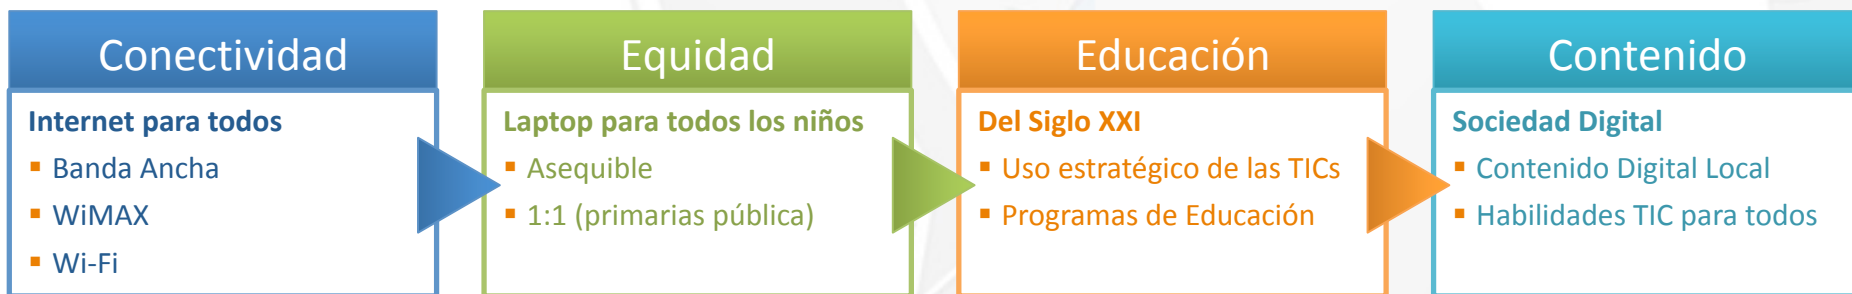 Conectividad
Internet para todos
▪ Banda Ancha
▪ WiMAX
▪ Wi-Fi
Equidad
Laptop para todos los niños
▪ Asequible
▪ 1:1 (primarias pública)
Educación
Del Siglo XXI
▪ Uso estratégico de las TICs
▪ Programas de Educación
Contenido
Sociedad Digital
▪ Contenido Digital Local
▪ Habilidades TIC para todos